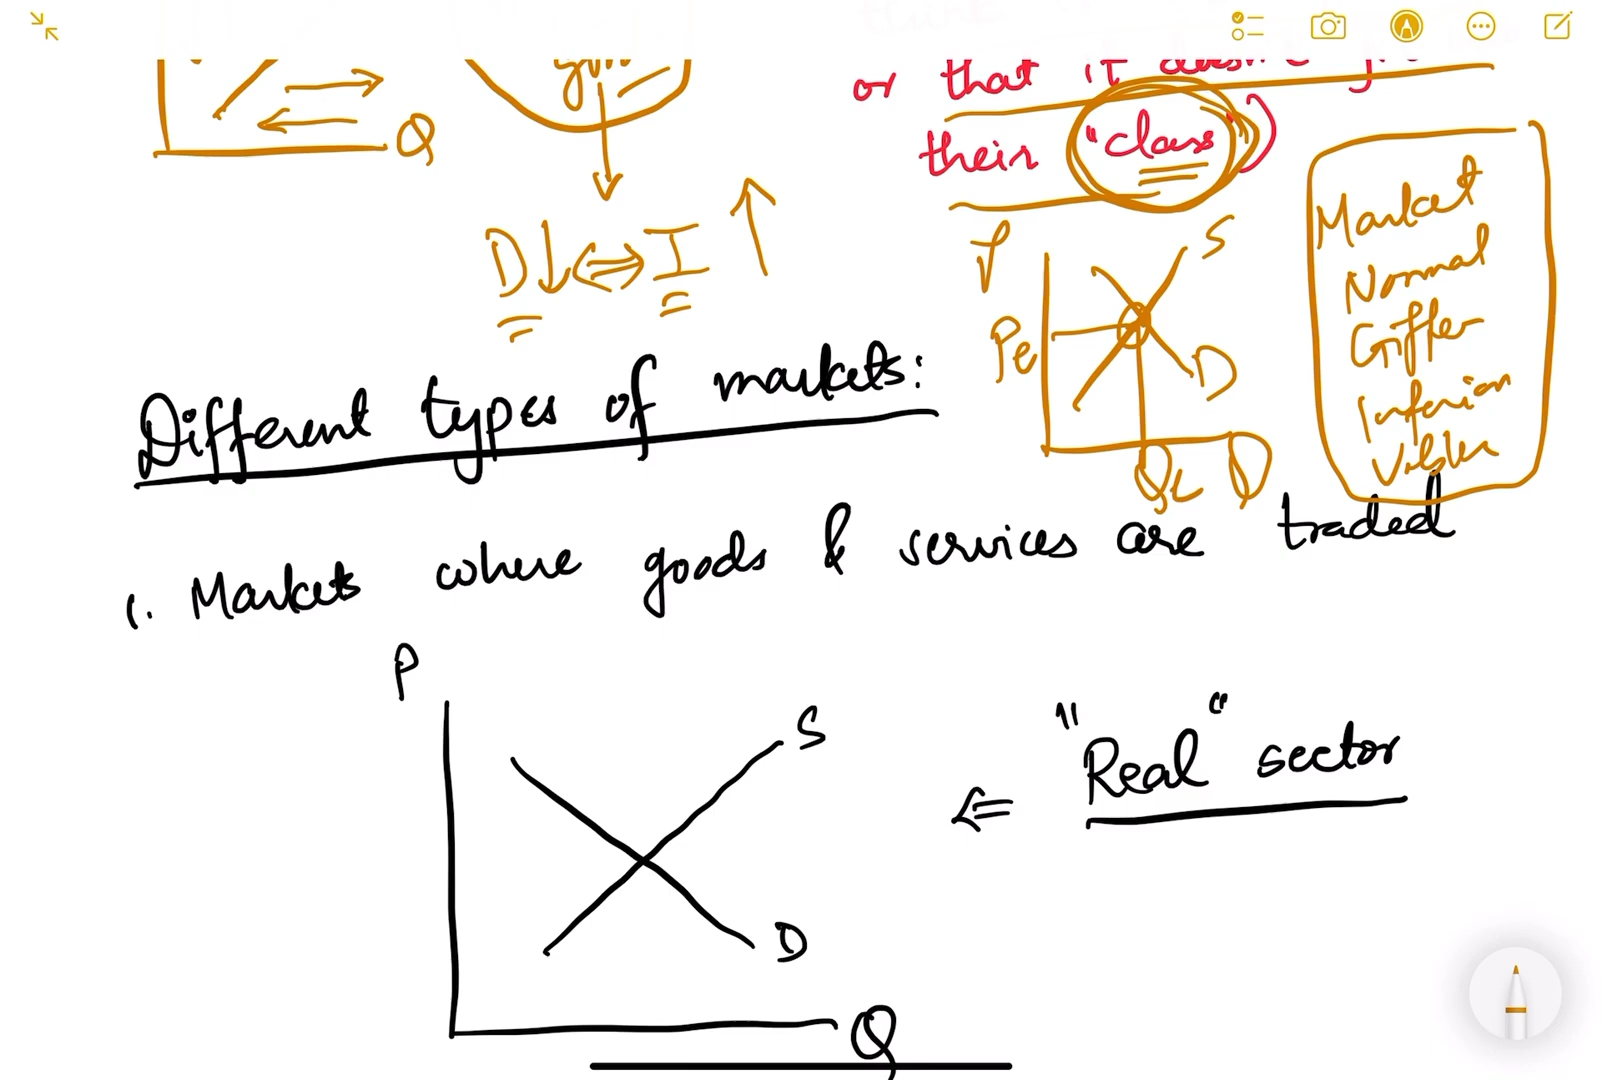 or that it
Q
their "class")
D↓ ⇔ I ↑
P
S
Pe
D
Qe Q
Market
Normal
Giffen
Inferior
Veblen
Different types of markets:
1. Markets where goods & services are traded
P
S
D
Q
⇐ "Real" sector